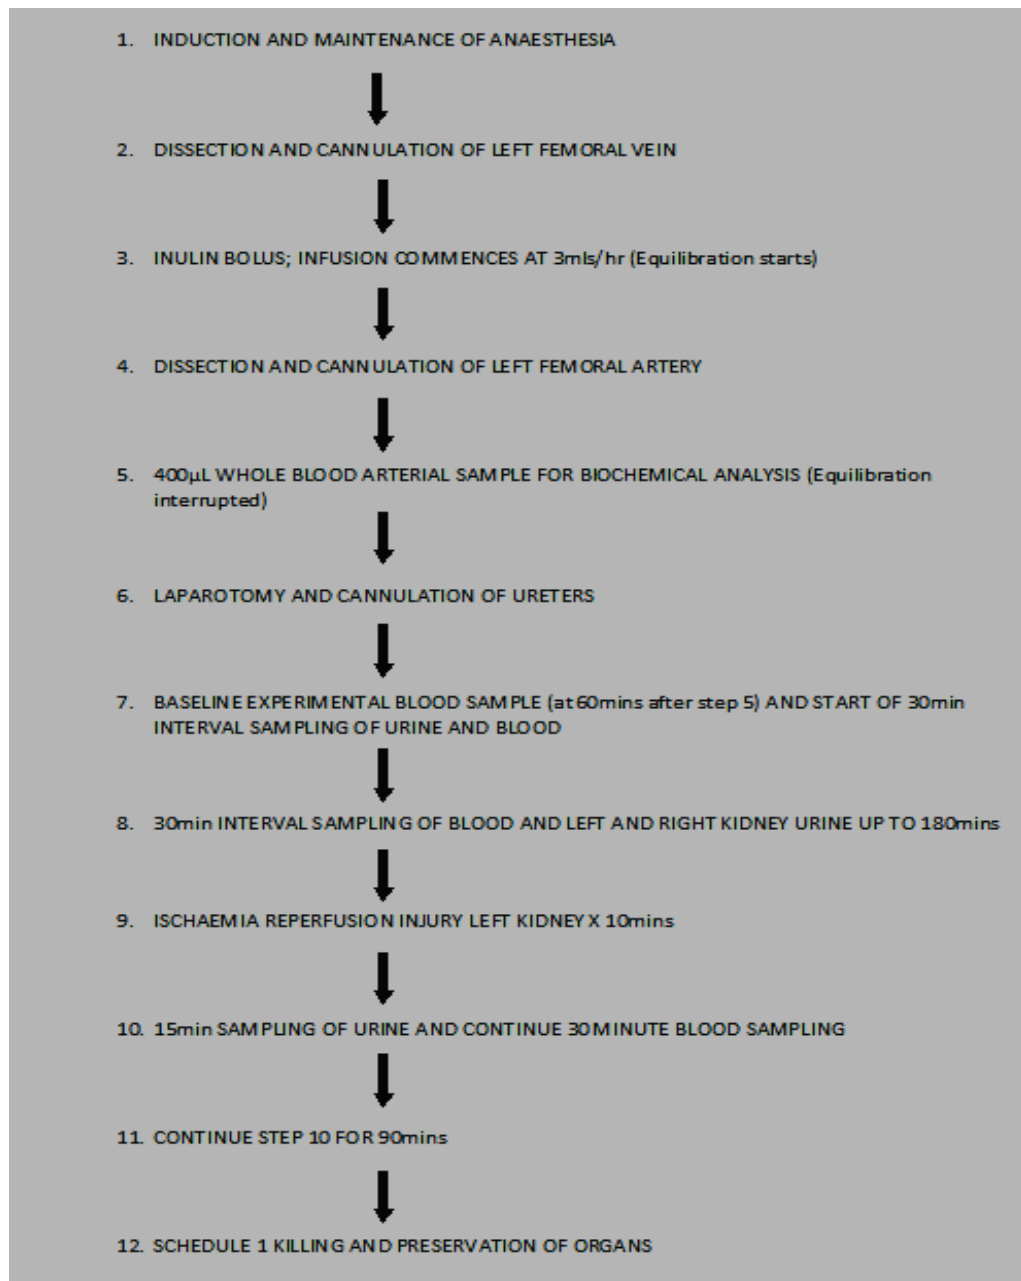 1. INDUCTION AND MAINTENANCE OF ANAESTHESIA
2. DISSECTION AND CANNULATION OF LEFT FEMORAL VEIN
3. INULIN BOLUS; INFUSION COMMENCES AT 3mls/hr (Equilibration starts)
4. DISSECTION AND CANNULATION OF LEFT FEMORAL ARTERY
5. 400µL WHOLE BLOOD ARTERIAL SAMPLE FOR BIOCHEMICAL ANALYSIS (Equilibration
interrupted)
6. LAPAROTOMY AND CANNULATION OF URETERS
7. BASELINE EXPERIMENTAL BLOOD SAMPLE (at 60mins after step 5) AND START OF 30min
INTERVAL SAMPLING OF URINE AND BLOOD
8. 30min INTERVAL SAMPLING OF BLOOD AND LEFT AND RIGHT KIDNEY URINE UP TO 180mins
9. ISCHAEMIA REPERFUSION INJURY LEFT KIDNEY X 10mins
10. 15min SAMPLING OF URINE AND CONTINUE 30 MINUTE BLOOD SAMPLING
11. CONTINUE STEP 10 FOR 90mins
12. SCHEDULE 1 KILLING AND PRESERVATION OF ORGANS